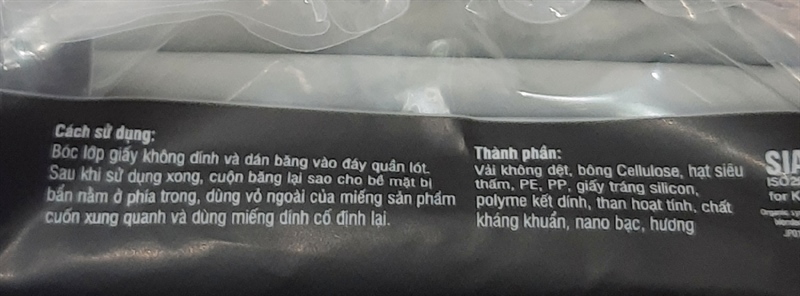 Cách sử dụng:
Bóc lớp giấy không dính và dán băng vào đáy quần lót.
Sau khi sử dụng xong, cuộn băng lại sao cho bề mặt bị
bẩn nằm ở phía trong, dùng vỏ ngoài của miếng sản phẩm
cuốn xung quanh và dùng miếng dính cố định lại.
Thành phần:
Vải không dệt, bông Cellulose, hạt siêu
thấm, PE, PP, giấy tráng silicon,
polyme kết dính, than hoạt tính, chất
kháng khuẩn, nano bạc, hương
SIA
ISO22
for K
Organic